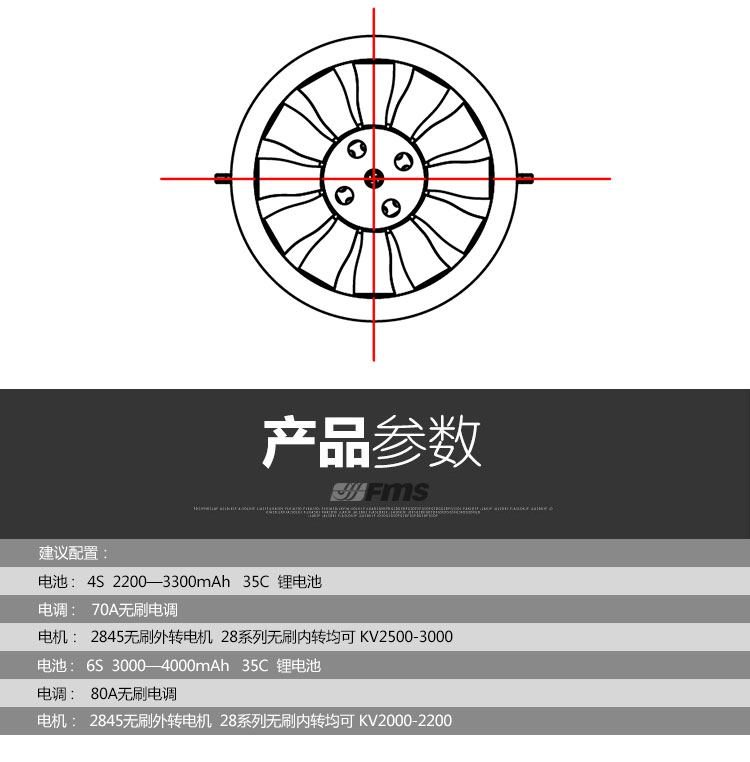 产品参数
Fms
建议配置：
电池： 4S 2200—3300mAh 35C 锂电池
电调： 70A无刷电调
电机： 2845无刷外转电机 28系列无刷内转均可 KV2500-3000
电池： 6S 3000—4000mAh 35C 锂电池
电调： 80A无刷电调
电机： 2845无刷外转电机 28系列无刷内转均可 KV2000-2200